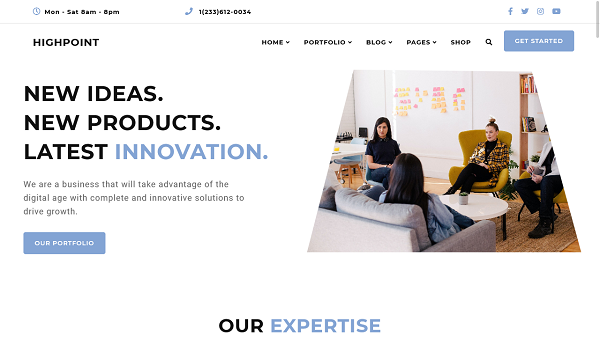 Mon - Sat 8am - 8pm
1(233)612-0034
HIGHPOINT
HOME PORTFOLIO BLOG PAGES SHOP
GET STARTED
NEW IDEAS.
NEW PRODUCTS.
LATEST INNOVATION.
We are a business that will take advantage of the
digital age with complete and innovative solutions to
drive growth.
OUR PORTFOLIO
OUR EXPERTISE